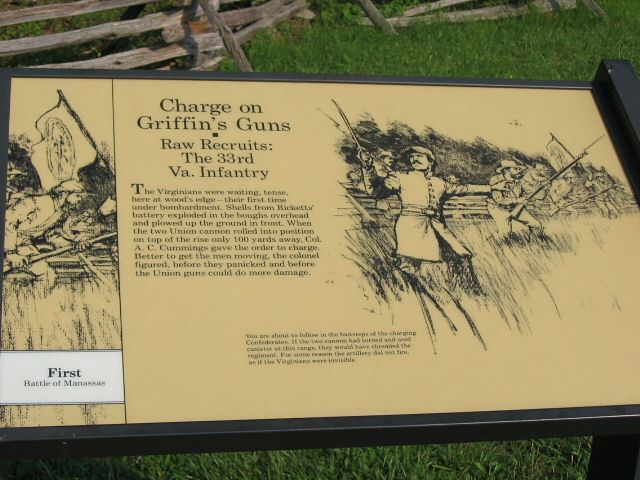 Charge on
Griffin's Guns
Raw Recruits:
The 33rd
Va. Infantry
The Virginians were waiting, tense,
here at wood's edge – their first time
under bombardment. Shells from Ricketts'
battery exploded in the boughs overhead
and plowed up the ground in front. When
the two Union cannon rolled into position
on top of the rise only 100 yards away, Col.
A. C. Cummings gave the order to charge.
Better to get the men moving, the colonel
figured, before they panicked and before
the Union guns could do more damage.
You are about to follow in the footsteps of the charging
Confederates. If the two cannon had turned and used
canister at this range, they would have shredded the
regiment. For some reason the artillery did not fire,
as if the Virginians were invisible.
First
Battle of Manassas